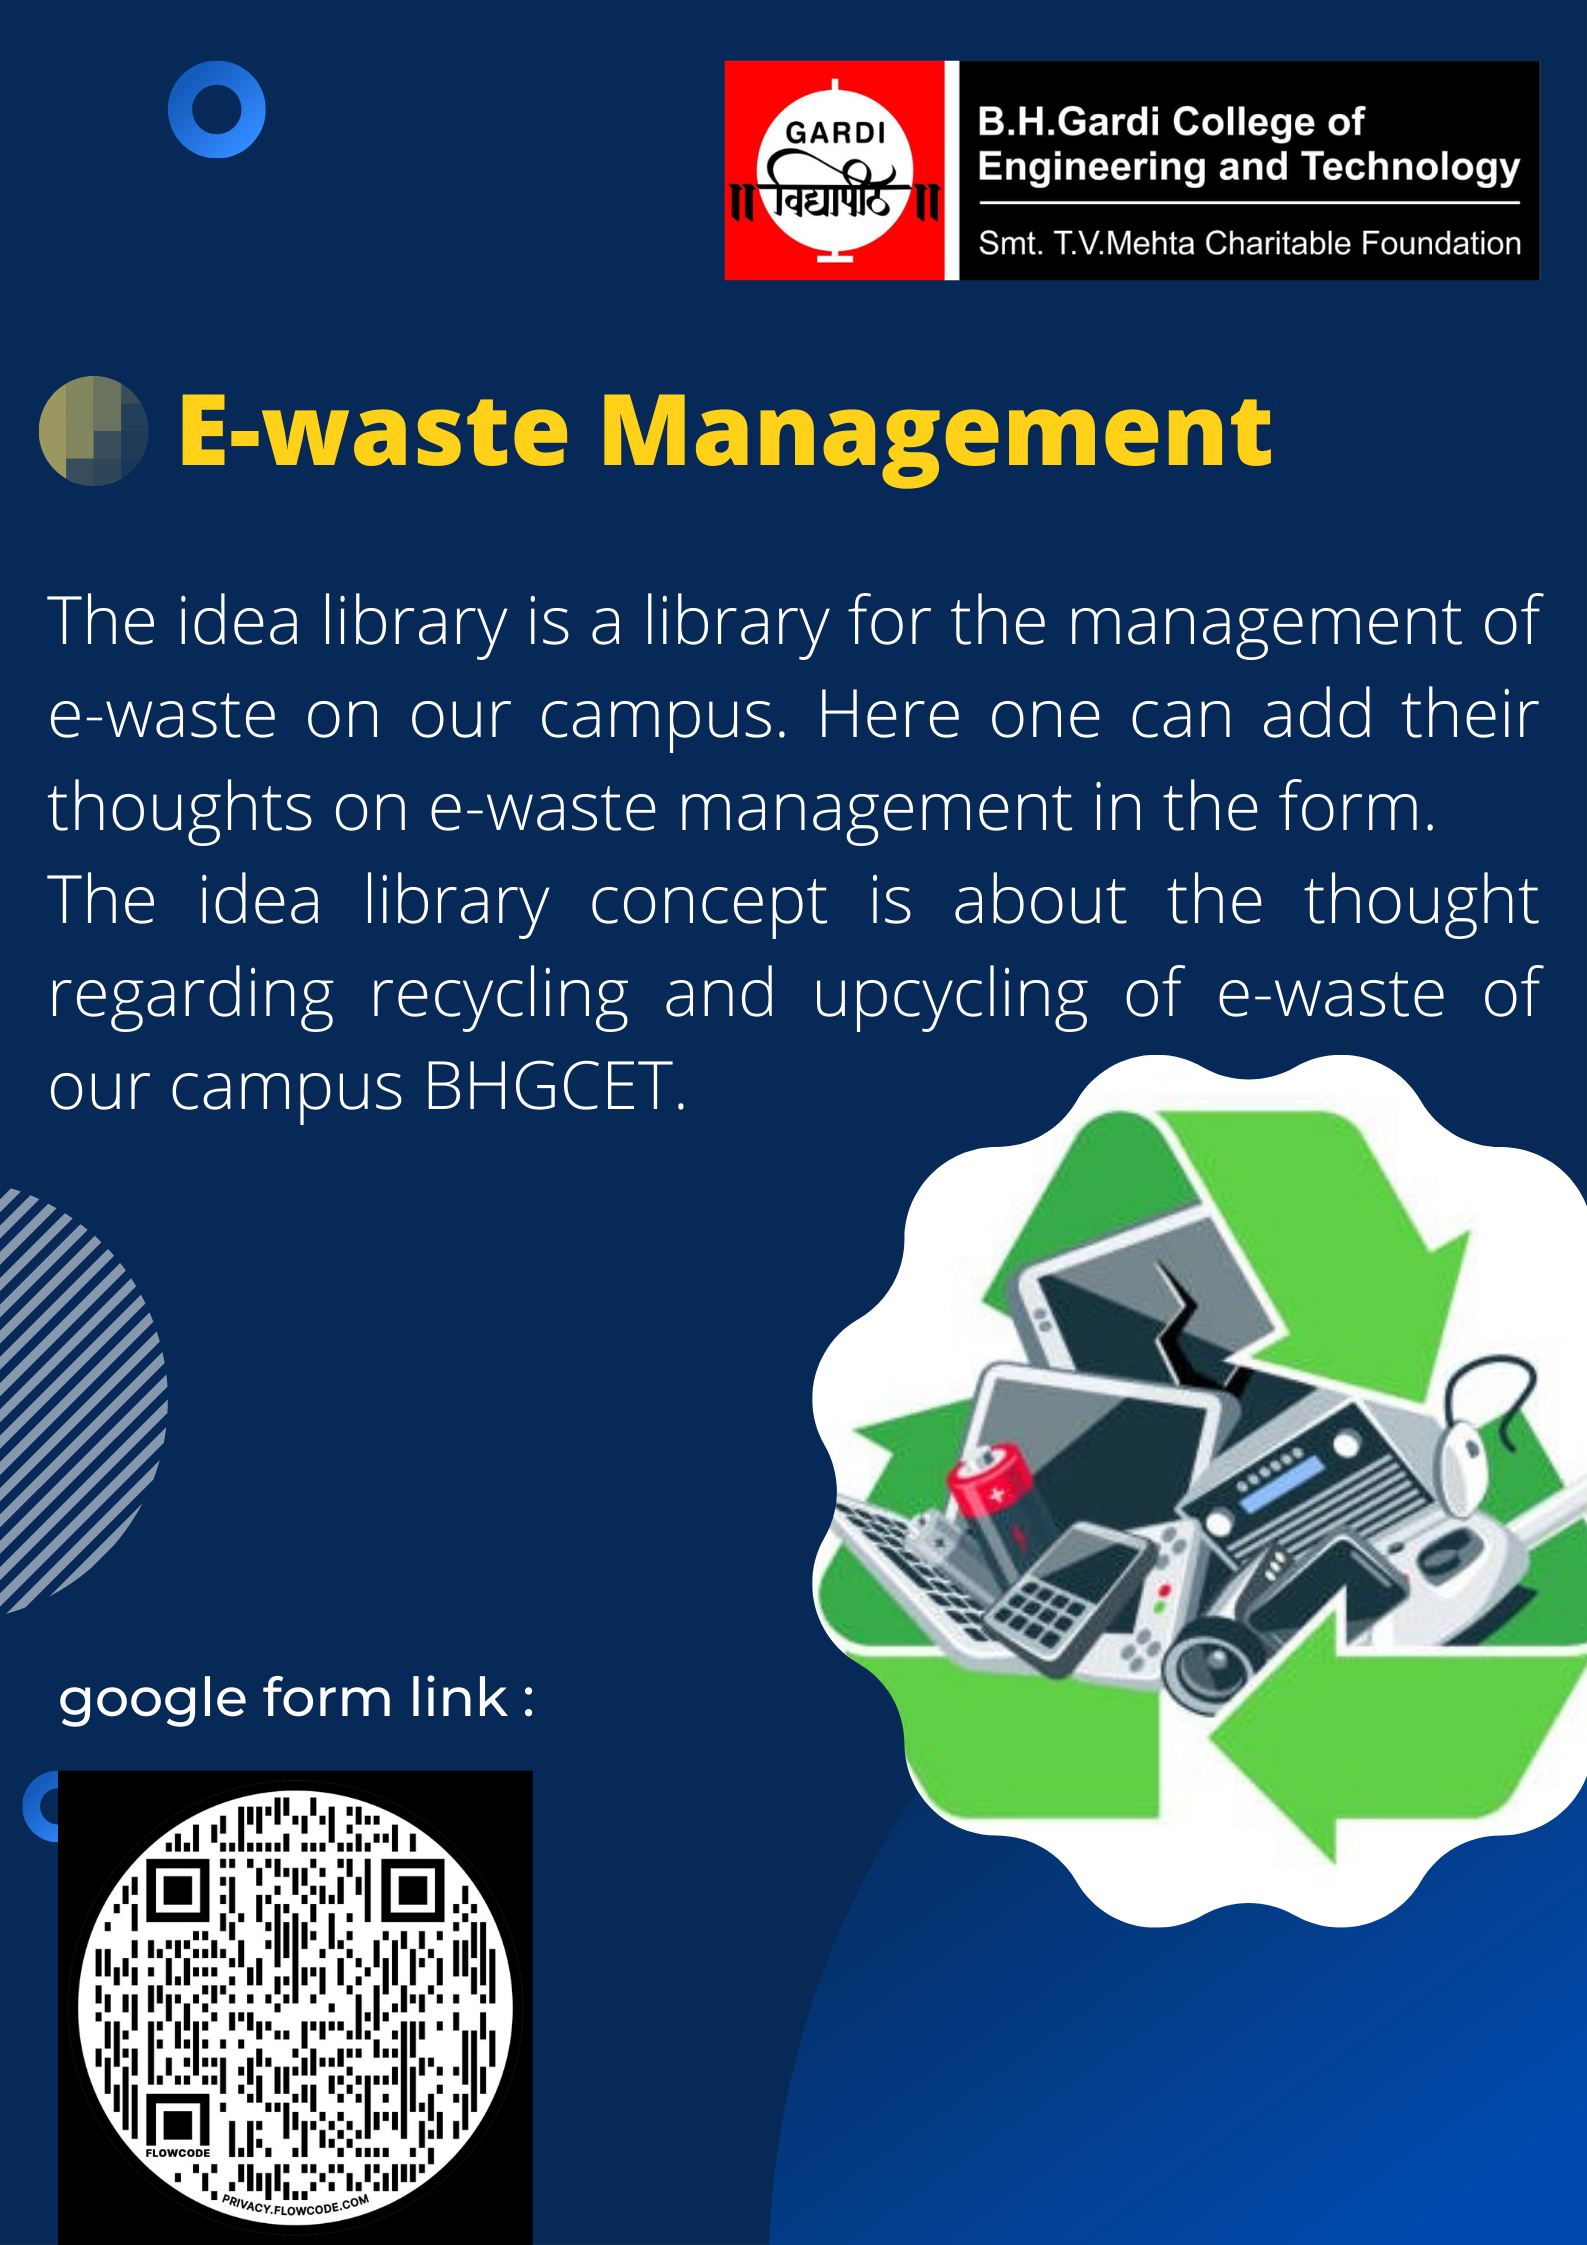 GARDI
॥ विद्यापीठ ॥
B.H.Gardi College of
Engineering and Technology
Smt. T.V.Mehta Charitable Foundation
E-waste Management
The idea library is a library for the management of
e-waste on our campus. Here one can add their
thoughts on e-waste management in the form.
The idea library concept is about the thought
regarding recycling and upcycling of e-waste of
our campus BHGCET.
google form link :
FLOWCODE
PRIVACY.FLOWCODE.COM